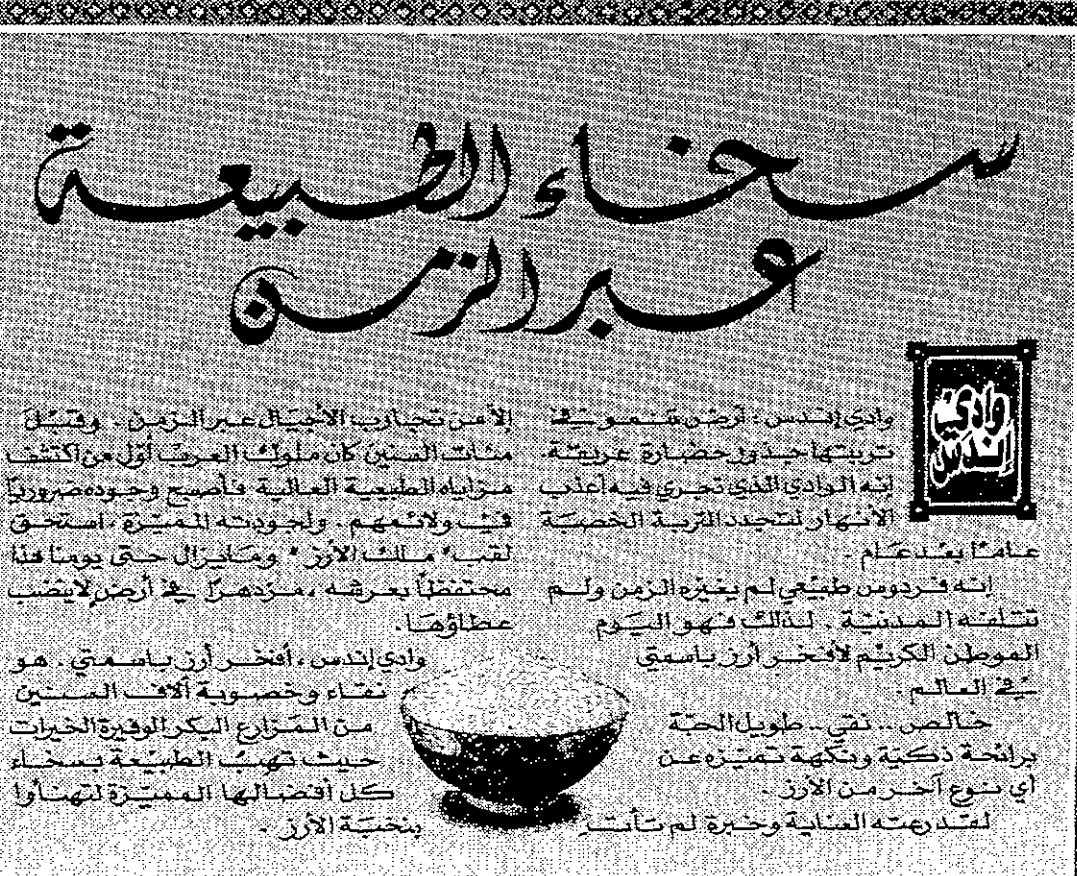 سخاء الطبيعة
عبر الزمن
وادي
إندس
وادي إندس ، أرض تنمو في
تربتها جذور حضارة عريقة .
إنه الوادي الذي تجري فيه أعذب
الأنهار لتجدد التربة الخصبة
عاماً بعد عام .
إنه فردوس طبيعي لم يغيره الزمن ولم
تتلفه المدنية . لذلك فهو اليوم
الموطن الكريم لأفخر أرز باسمتي
في العالم .
خالص .. نقي .. طويل الحبة
برائحة ذكية ونكهة تميزه عن
أي نوع آخر من الأرز .
لقد رعته العناية وخبرة لم تأت
إلا من تجارب الأجيال عبر الزمن . وقبل
مئات السنين كان ملوك العرب أول من اكتشف
مزاياه الطبيعية العالية فأصبح وجوده ضرورياً
في ولائمهم . ولجودته المميزة ، استحق
لقب " ملك الأرز " ومايزال حتى يومنا هذا
محتفظاً بعرشه ، مزدهراً في أرض لاينضب
عطاؤها .
وادي إندس ، أفخر أرز باسمتي . هو
نقاء وخصوبة آلاف السنين
من المزارع البكر الوفيرة الخيرات
حيث تهب الطبيعة بسخاء
كل أفضالها المميزة لتهنأوا
بنخبة الأرز .